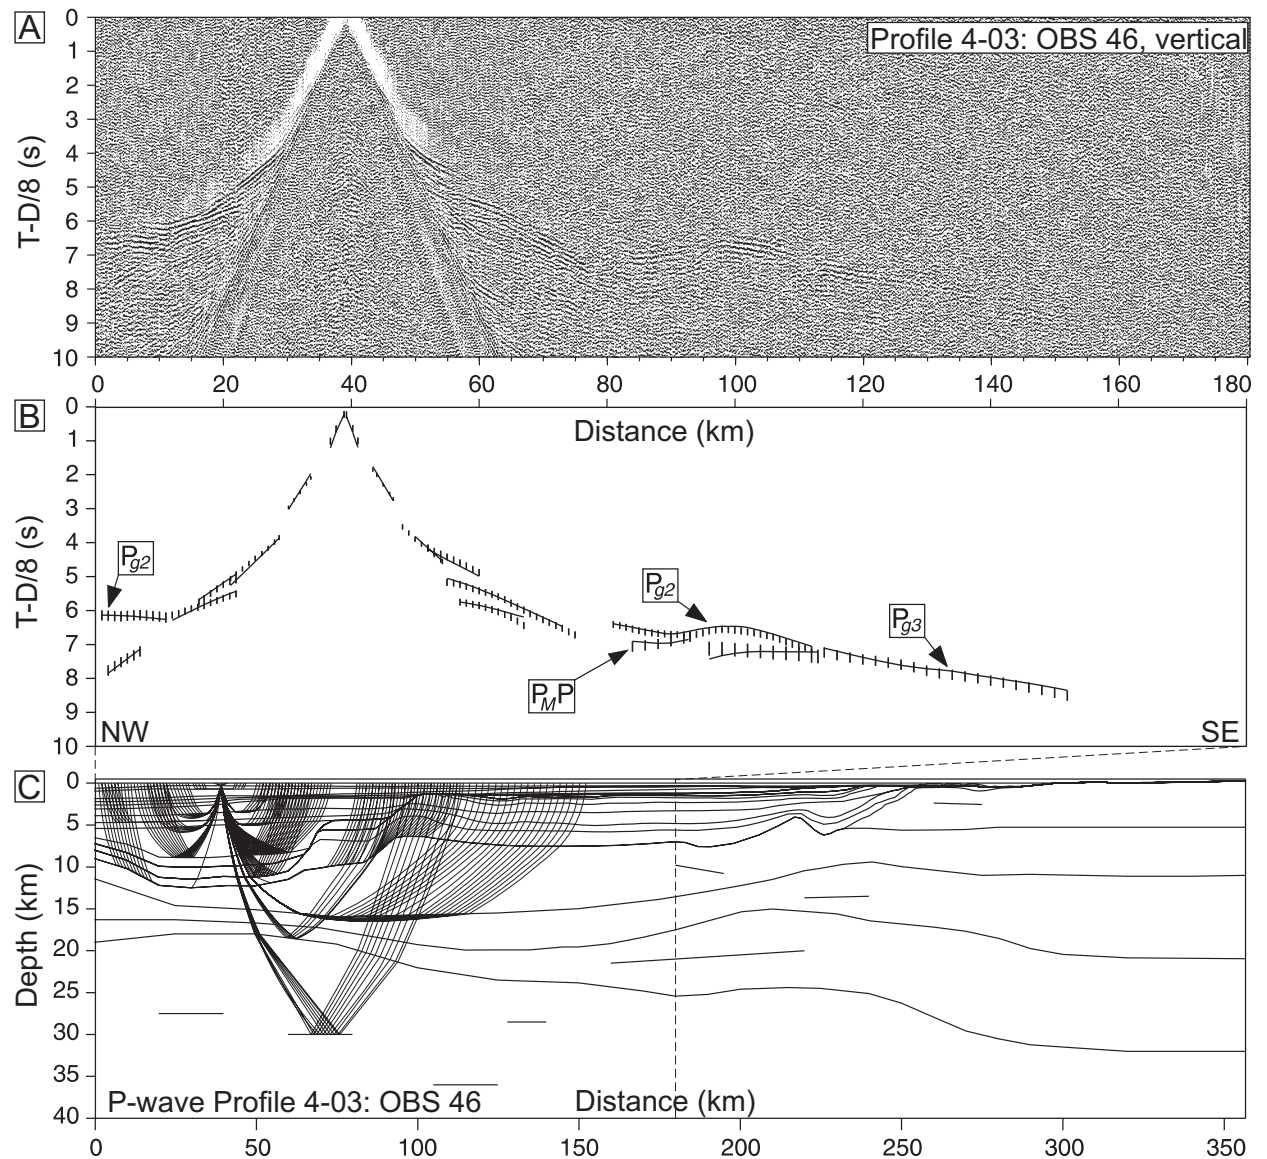 A
Profile 4-03: OBS 46, vertical
T-D/8 (s)
0
1
2
3
4
5
6
7
8
9
10
0 20 40 60 80 100 120 140 160 180
B
Distance (km)
T-D/8 (s)
0
1
2
3
4
5
6
7
8
9
10
Pg2
Pg2
Pg3
PMP
NW
SE
C
Depth (km)
0
5
10
15
20
25
30
35
40
P-wave Profile 4-03: OBS 46
Distance (km)
0 50 100 150 200 250 300 350